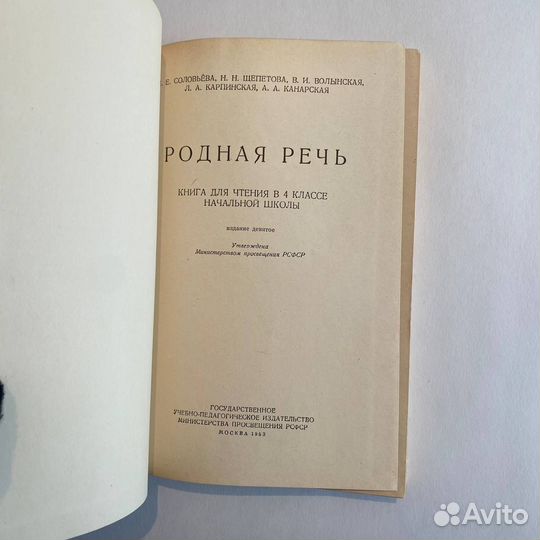 Е. СОЛОВЬЁВА, Н. Н. ЩЕПЕТОВА, В. И. ВОЛЫНСКАЯ,
Л. А. КАРПИНСКАЯ, А. А. КАНАРСКАЯ
РОДНАЯ РЕЧЬ
КНИГА ДЛЯ ЧТЕНИЯ В 4 КЛАССЕ
НАЧАЛЬНОЙ ШКОЛЫ
издание девятое
Утверждена
Министерством просвещения РСФСР
ГОСУДАРСТВЕННОЕ
УЧЕБНО-ПЕДАГОГИЧЕСКОЕ ИЗДАТЕЛЬСТВО
МИНИСТЕРСТВА ПРОСВЕЩЕНИЯ РСФСР
МОСКВА 1953
Avito